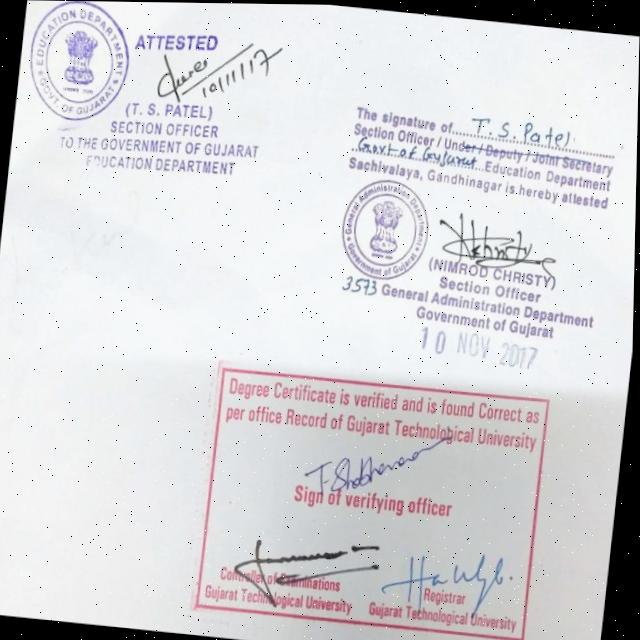 EDUCATION DEPARTMENT
GOVT OF GUJARAT
ATTESTED
10/11/17
(T. S. PATEL)
SECTION OFFICER
TO THE GOVERNMENT OF GUJARAT
EDUCATION DEPARTMENT
The signature of T. S. Patel.
Section Officer / Under / Deputy / Joint Secretary
Govt of Gujarat Education Department
Sachivalaya, Gandhinagar is hereby attested
General Administration Department
Government of Gujarat
(NIMROD CHRISTY)
Section Officer
3573 General Administration Department
Government of Gujarat
10 NOV 2017
Degree Certificate is verified and is found Correct as
per office Record of Gujarat Technological University
Sign of verifying officer
Controller of Examinations
Gujarat Technological University
Registrar
Gujarat Technological University